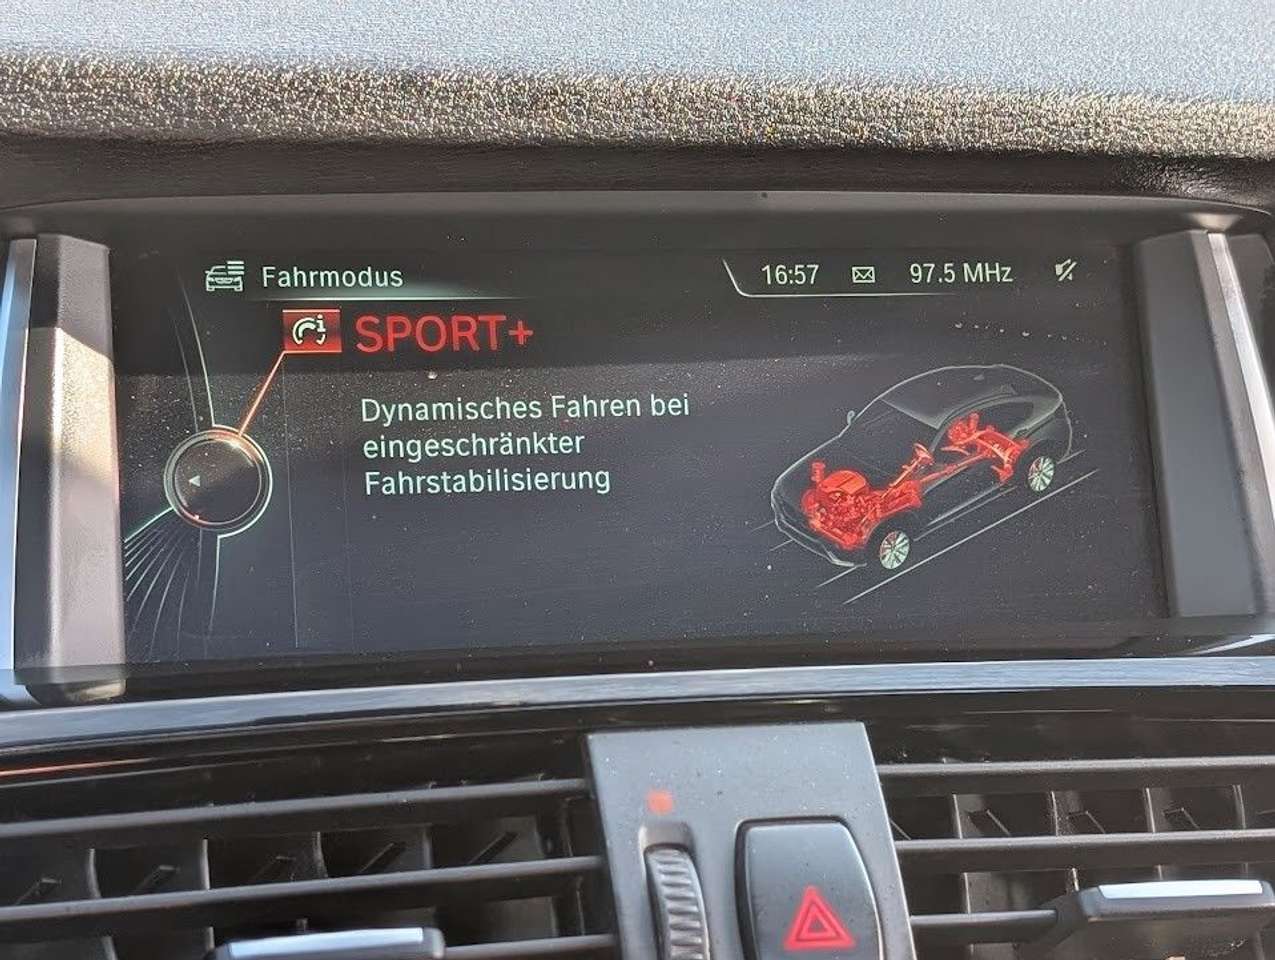 Fahrmodus
16:57 97.5 MHz
SPORT+
Dynamisches Fahren bei
eingeschränkter
Fahrstabilisierung